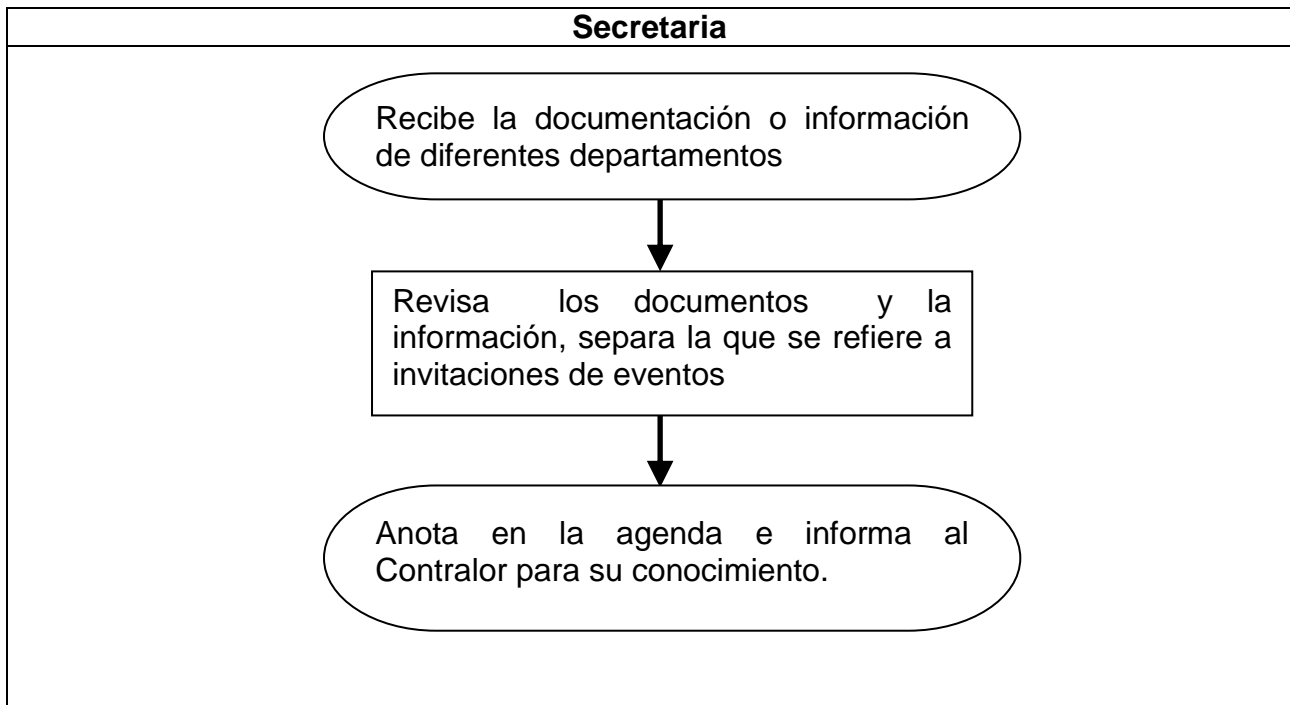 Secretaria
Recibe la documentación o información
de diferentes departamentos
Revisa los documentos y la
información, separa la que se refiere a
invitaciones de eventos
Anota en la agenda e informa al
Contralor para su conocimiento.